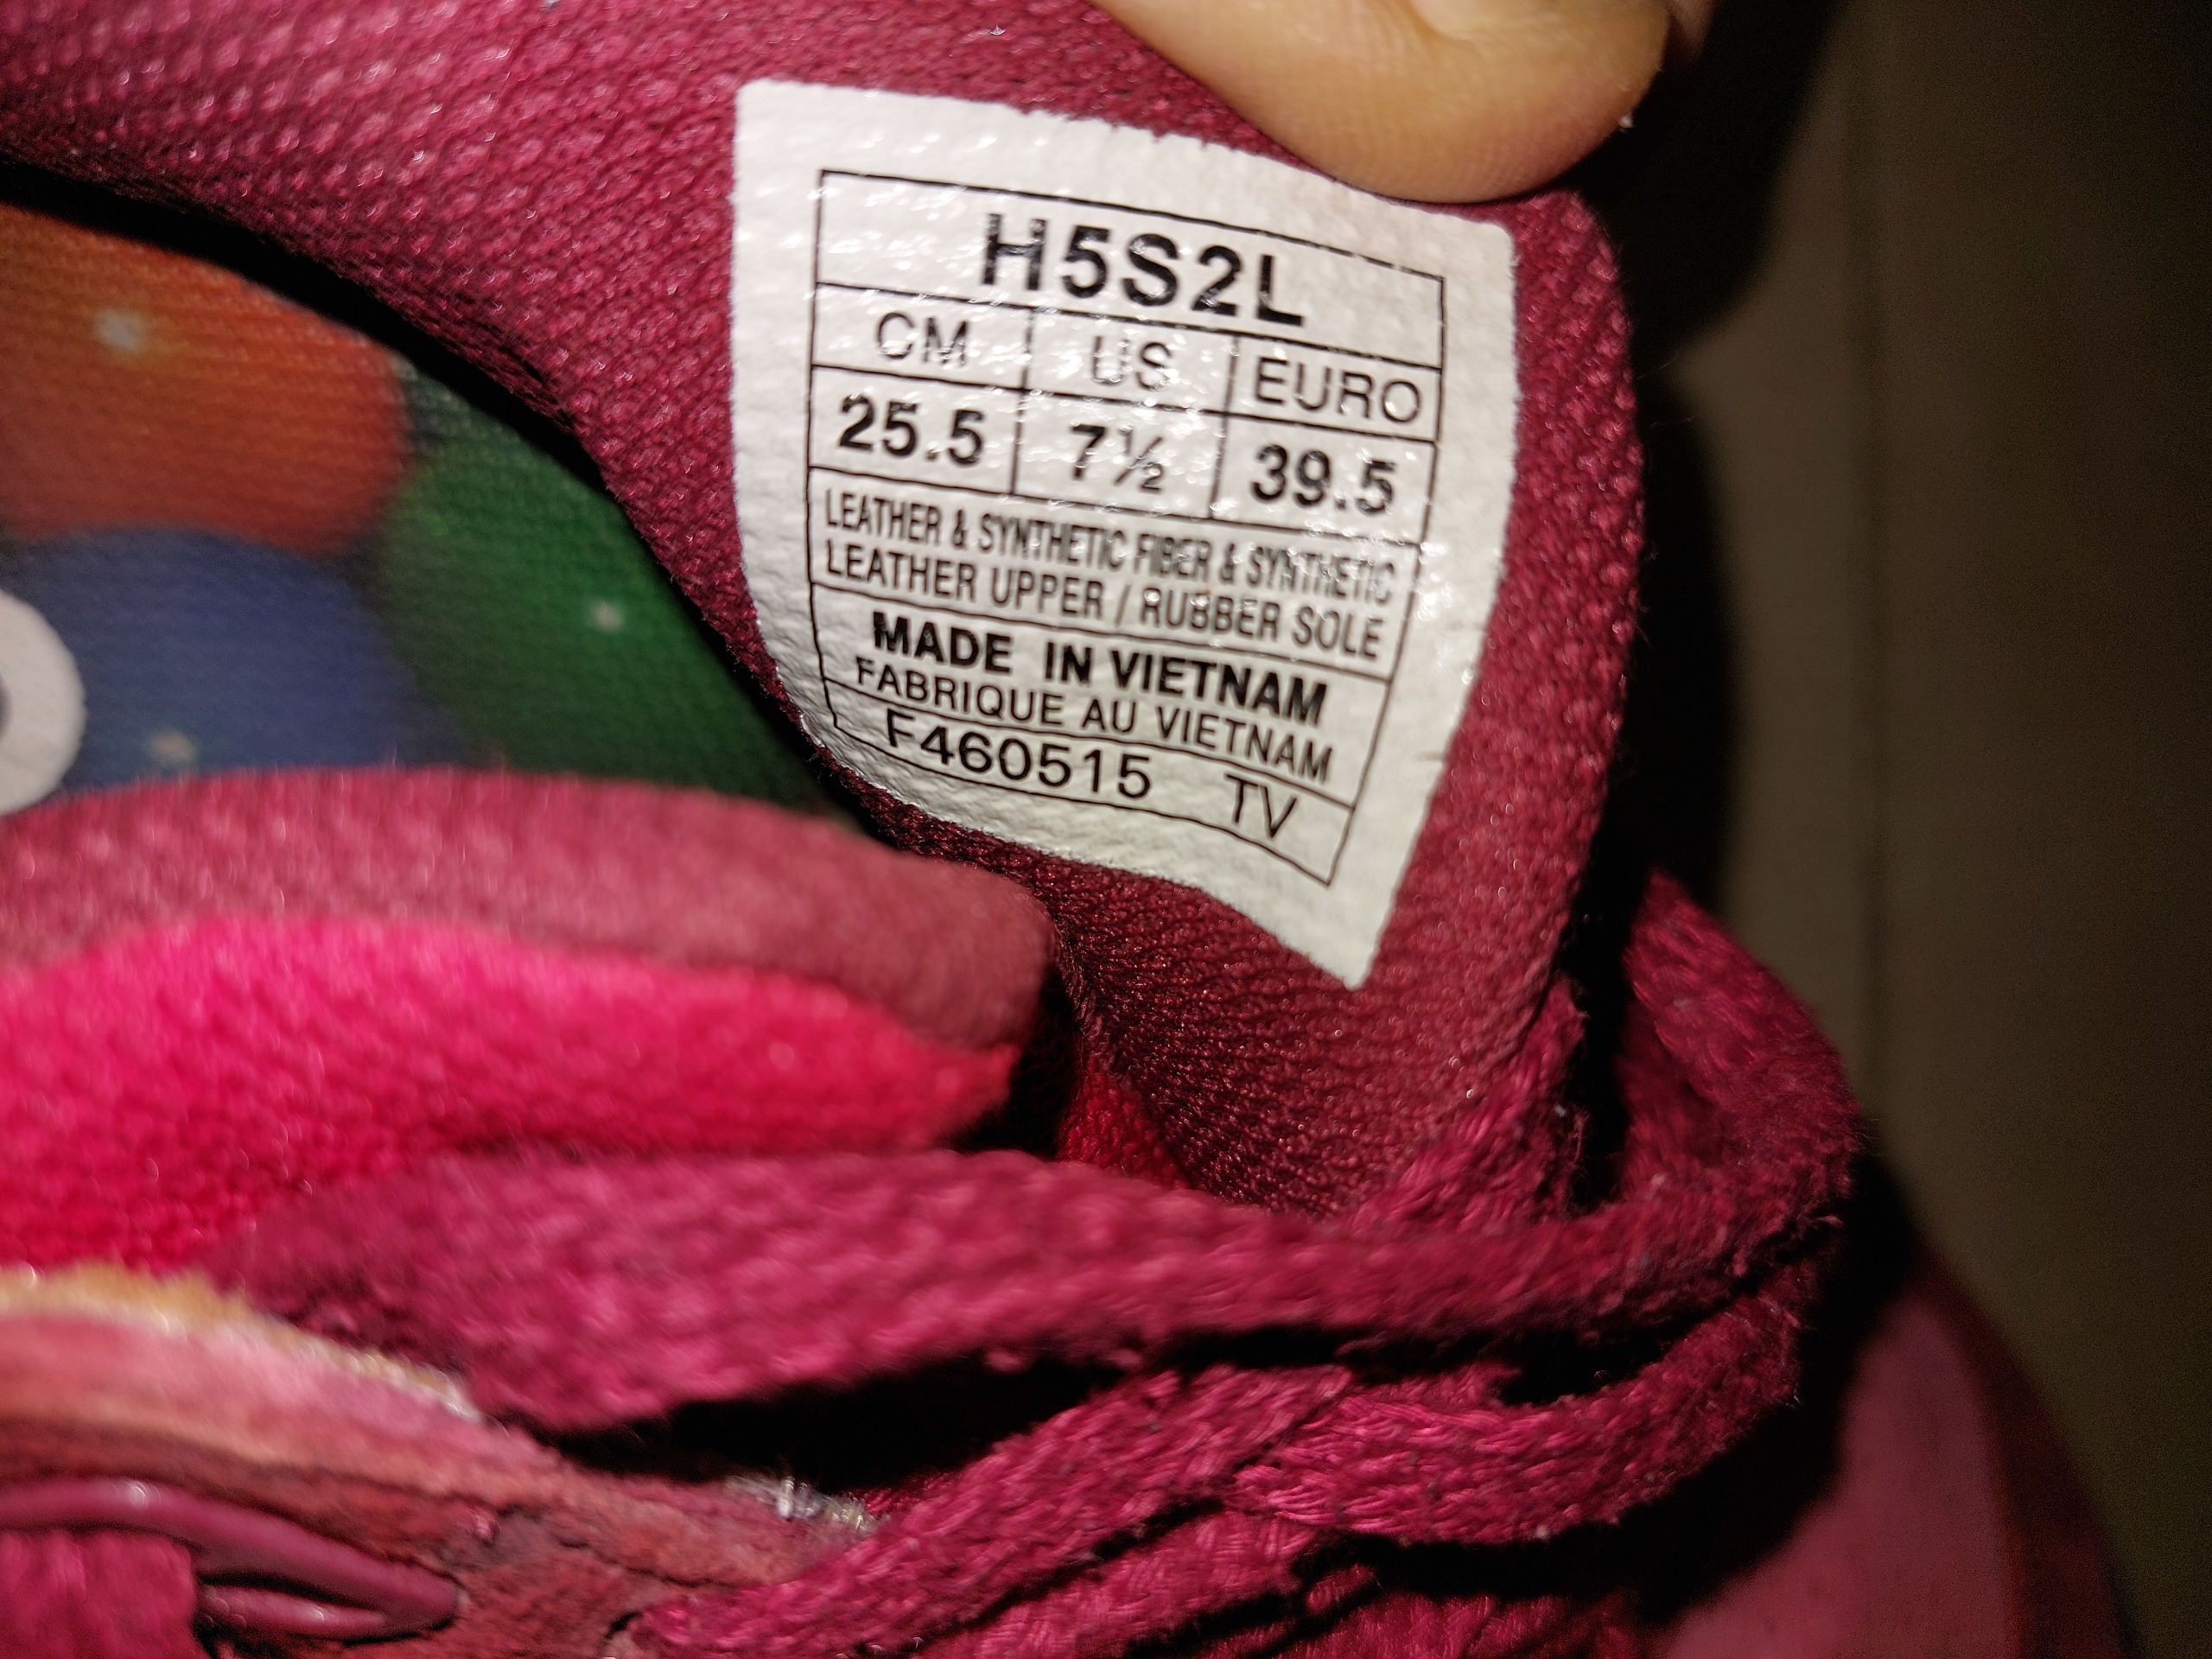 H5S2L
CM US EURO
25.5 7½ 39.5
LEATHER & SYNTHETIC FIBER & SYNTHETIC
LEATHER UPPER / RUBBER SOLE
MADE IN VIETNAM
FABRIQUE AU VIETNAM
F460515 TV